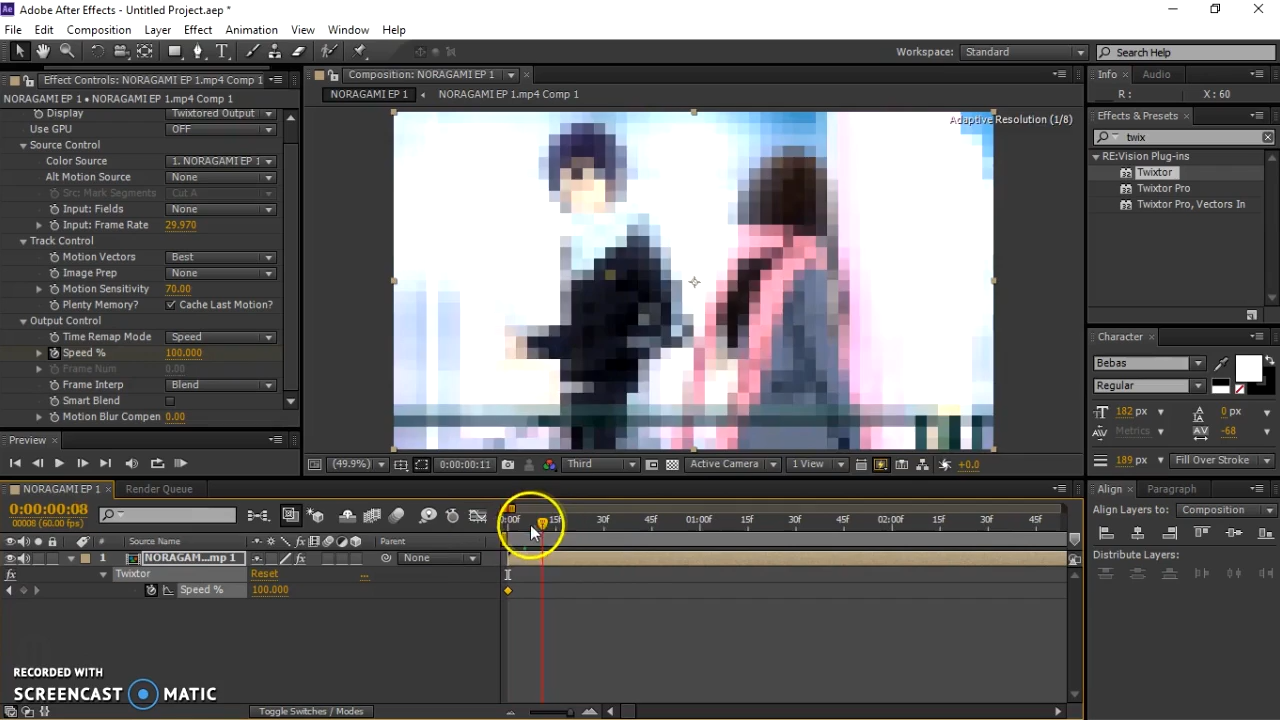 Ae Adobe After Effects - Untitled Project.aep *
File Edit Composition Layer Effect Animation View Window Help
Workspace: Standard Search Help
Effect Controls: NORAGAMI EP 1.mp4 Comp 1
NORAGAMI EP 1 • NORAGAMI EP 1.mp4 Comp 1
Display Twixtored Output
Use GPU OFF
Source Control
Color Source 1. NORAGAMI EP 1
Alt Motion Source None
Src: Mark Segments Cut A
Input: Fields None
Input: Frame Rate 29.970
Track Control
Motion Vectors Best
Image Prep None
Motion Sensitivity 70.00
Plenty Memory? Cache Last Motion?
Output Control
Time Remap Mode Speed
Speed % 100.000
Frame Num 0.00
Frame Interp Blend
Smart Blend
Motion Blur Compen 0.00
Preview
Composition: NORAGAMI EP 1
NORAGAMI EP 1 NORAGAMI EP 1.mp4 Comp 1
Adaptive Resolution (1/8)
(49.9%) 0:00:00:11 Third Active Camera 1 View +0.0
Info Audio
R : X : 60
Effects & Presets
twix
RE:Vision Plug-ins
Twixtor
Twixtor Pro
Twixtor Pro, Vectors In
Character
Bebas
Regular
182 px 0 px
Metrics -68
189 px Fill Over Stroke
Align Paragraph
Align Layers to: Composition
Distribute Layers:
NORAGAMI EP 1 Render Queue
0:00:00:08
00008 (60.00 fps)
0:00f 15f 30f 45f 01:00f 15f 30f 45f 02:00f 15f 30f 45f
# Source Name Parent
1 NORAGAM...mp 1 None
fx Twixtor Reset ...
Speed % 100.000
RECORDED WITH
SCREENCAST MATIC
Toggle Switches / Modes